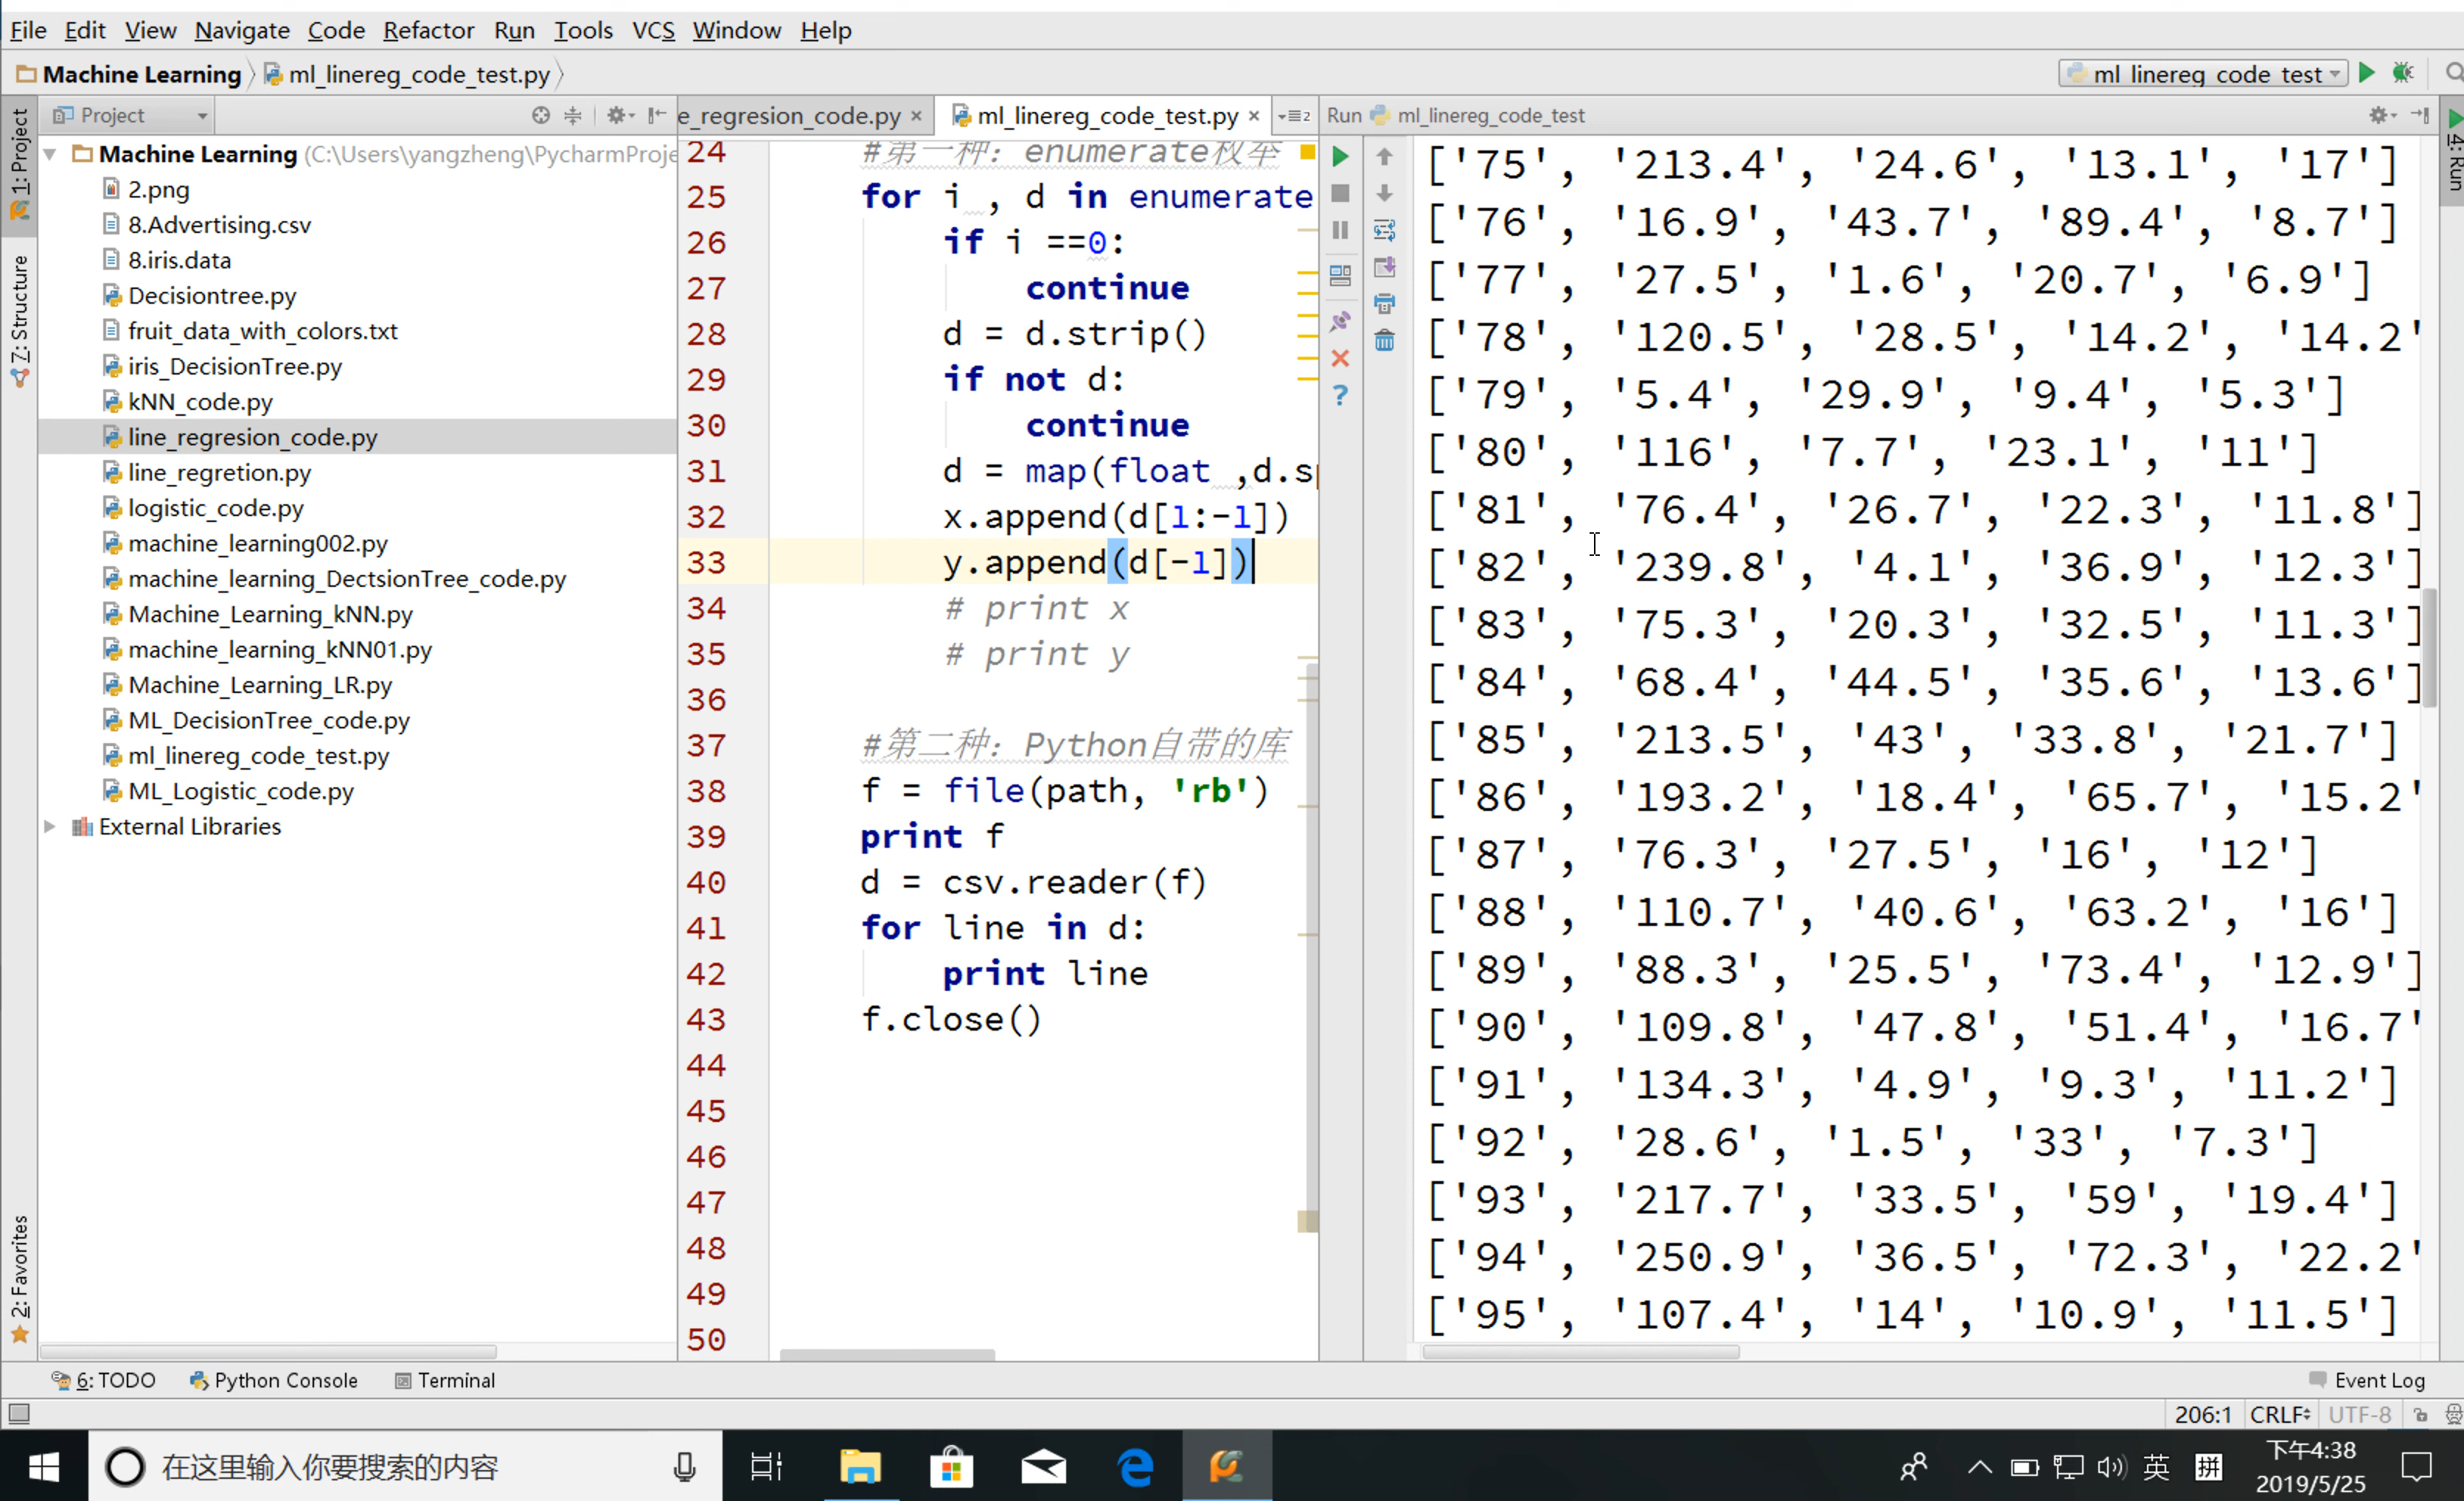 File Edit View Navigate Code Refactor Run Tools VCS Window Help
Machine Learning ml_linereg_code_test.py
ml_linereg_code_test
1: Project
7: Structure
2: Favorites
Project
Machine Learning (C:\Users\yangzheng\PycharmProje
2.png
8.Advertising.csv
8.iris.data
Decisiontree.py
fruit_data_with_colors.txt
iris_DecisionTree.py
kNN_code.py
line_regresion_code.py
line_regretion.py
logistic_code.py
machine_learning002.py
machine_learning_DectsionTree_code.py
Machine_Learning_kNN.py
machine_learning_kNN01.py
Machine_Learning_LR.py
ML_DecisionTree_code.py
ml_linereg_code_test.py
ML_Logistic_code.py
External Libraries
e_regresion_code.py × ml_linereg_code_test.py ×
24 #第一种：enumerate枚举
25 for i , d in enumerate
26 if i ==0:
27 continue
28 d = d.strip()
29 if not d:
30 continue
31 d = map(float ,d.sp
32 x.append(d[1:-1])
33 y.append(d[-1])
34 # print x
35 # print y
36
37 #第二种：Python自带的库
38 f = file(path, 'rb')
39 print f
40 d = csv.reader(f)
41 for line in d:
42 print line
43 f.close()
44
45
46
47
48
49
50
Run ml_linereg_code_test
4: Run
['75', '213.4', '24.6', '13.1', '17']
['76', '16.9', '43.7', '89.4', '8.7']
['77', '27.5', '1.6', '20.7', '6.9']
['78', '120.5', '28.5', '14.2', '14.2'
['79', '5.4', '29.9', '9.4', '5.3']
['80', '116', '7.7', '23.1', '11']
['81', '76.4', '26.7', '22.3', '11.8']
['82', '239.8', '4.1', '36.9', '12.3']
['83', '75.3', '20.3', '32.5', '11.3']
['84', '68.4', '44.5', '35.6', '13.6']
['85', '213.5', '43', '33.8', '21.7']
['86', '193.2', '18.4', '65.7', '15.2'
['87', '76.3', '27.5', '16', '12']
['88', '110.7', '40.6', '63.2', '16']
['89', '88.3', '25.5', '73.4', '12.9']
['90', '109.8', '47.8', '51.4', '16.7'
['91', '134.3', '4.9', '9.3', '11.2']
['92', '28.6', '1.5', '33', '7.3']
['93', '217.7', '33.5', '59', '19.4']
['94', '250.9', '36.5', '72.3', '22.2'
['95', '107.4', '14', '10.9', '11.5']
6: TODO Python Console Terminal Event Log
206:1 CRLF UTF-8
在这里输入你要搜索的内容
英 拼
下午4:38
2019/5/25